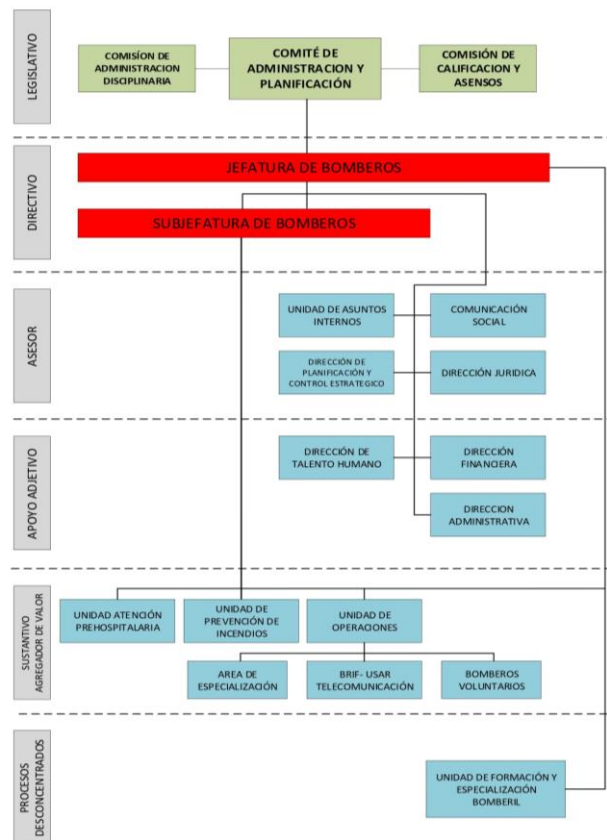 LEGISLATIVO
COMISÍON DE
ADMINISTRACION
DISCIPLINARIA
COMITÉ DE
ADMINISTRACION Y
PLANIFICACIÓN
COMISIÓN DE
CALIFICACION Y
ASENSOS
DIRECTIVO
JEFATURA DE BOMBEROS
SUBJEFATURA DE BOMBEROS
ASESOR
UNIDAD DE ASUNTOS
INTERNOS
COMUNICACIÓN
SOCIAL
DIRECCIÓN DE
PLANIFICACIÓN Y
CONTROL ESTRATEGICO
DIRECCIÓN JURIDICA
APOYO ADJETIVO
DIRECCIÓN DE
TALENTO HUMANO
DIRECCIÓN
FINANCIERA
DIRECCION
ADMINISTRATIVA
SUSTANTIVO
AGREGADOR DE VALOR
UNIDAD ATENCIÓN
PREHOSPITALARIA
UNIDAD DE
PREVENCIÓN DE
INCENDIOS
UNIDAD DE
OPERACIONES
AREA DE
ESPECIALIZACIÓN
BRIF- USAR
TELECOMUNICACIÓN
BOMBEROS
VOLUNTARIOS
PROCESOS
DESCONCENTRADOS
UNIDAD DE FORMACIÓN Y
ESPECIALIZACIÓN
BOMBERIL